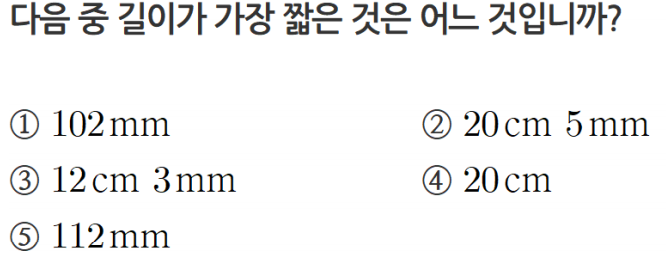 다음 중 길이가 가장 짧은 것은 어느 것입니까?
① 102 mm ② 20 cm 5 mm
③ 12 cm 3 mm ④ 20 cm
⑤ 112 mm